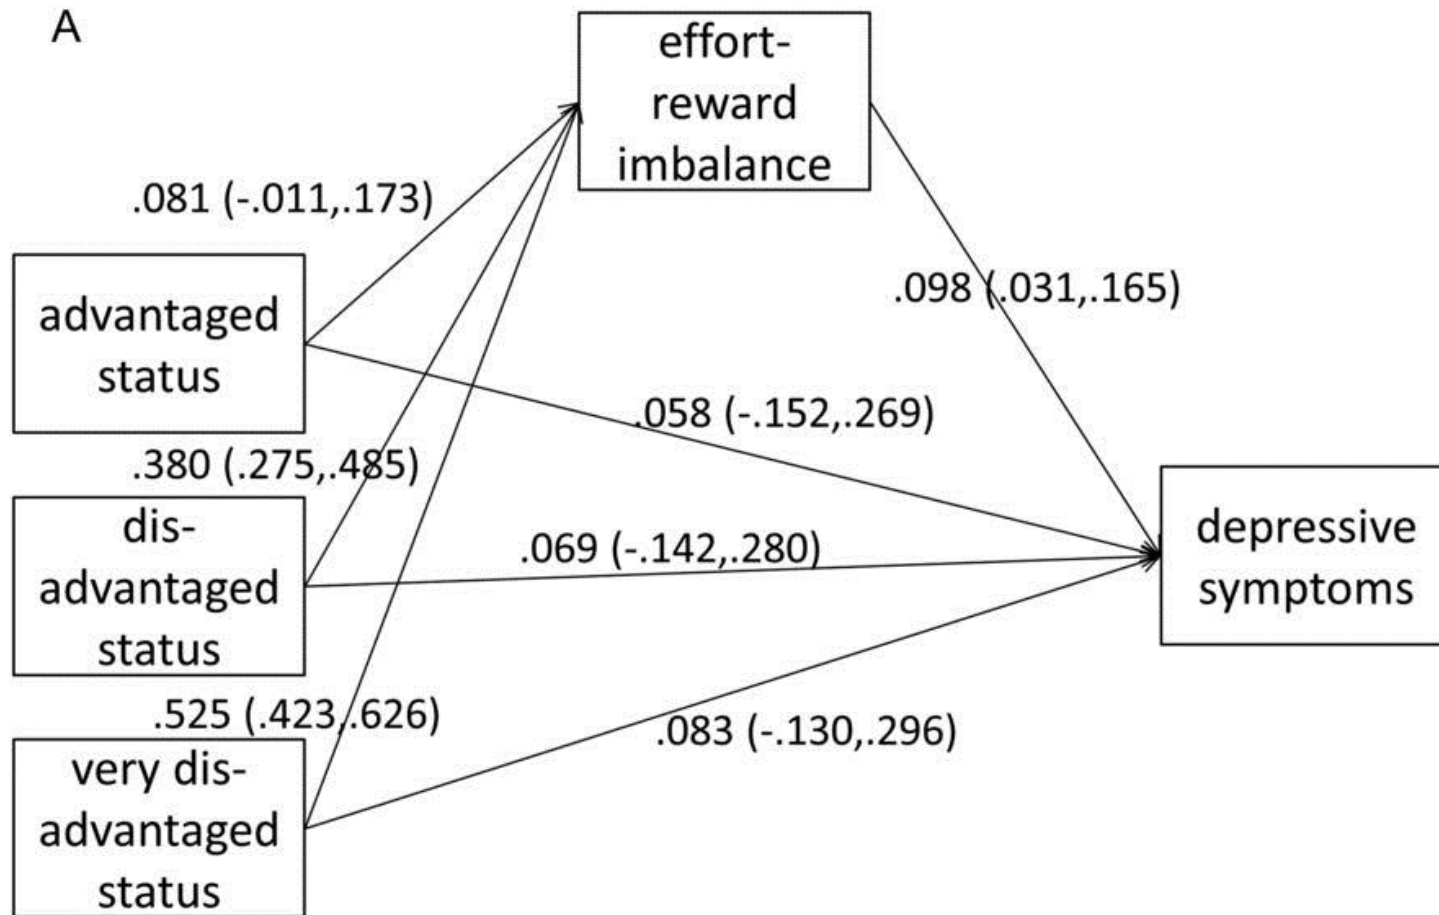 A
effort-
reward
imbalance
.081 (-.011,.173)
advantaged
status
.098 (.031,.165)
.058 (-.152,.269)
.380 (.275,.485)
dis-
advantaged
status
.069 (-.142,.280)
depressive
symptoms
.525 (.423,.626)
.083 (-.130,.296)
very dis-
advantaged
status